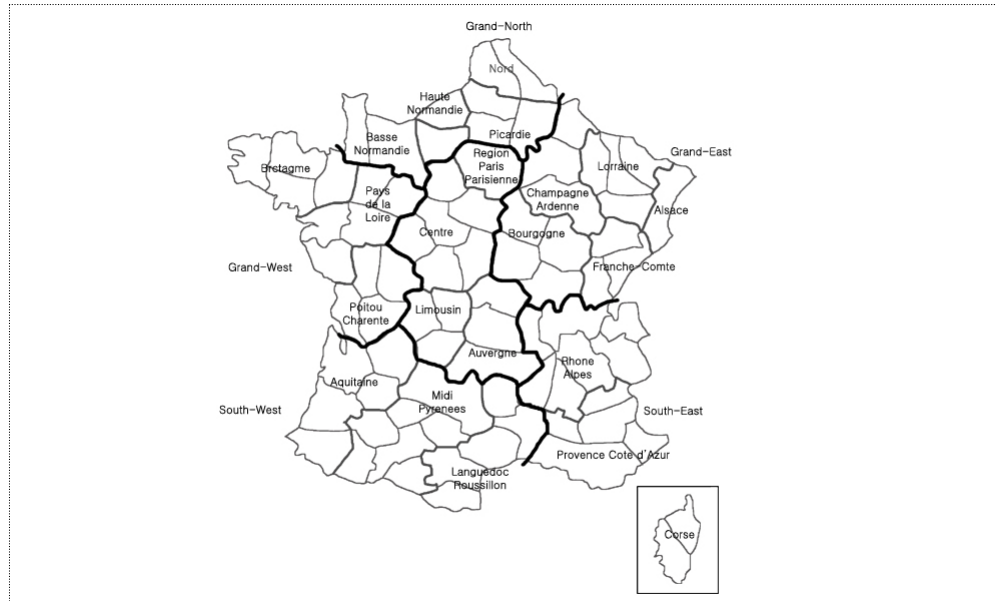 Grand-North
Nord
Haute
Normandie
Basse
Normandie
Picardie
Region
Paris
Parisienne
Lorraine
Grand-East
Bretagne
Pays
de la
Loire
Champagne
Ardenne
Alsace
Centre
Bourgogne
Grand-West
Franche-Comte
Poitou
Charente
Limousin
Auvergne
Rhone
Alpes
Aquitaine
Midi
Pyrenees
South-West
South-East
Provence Cote d'Azur
Languedoc
Roussillon
Corse